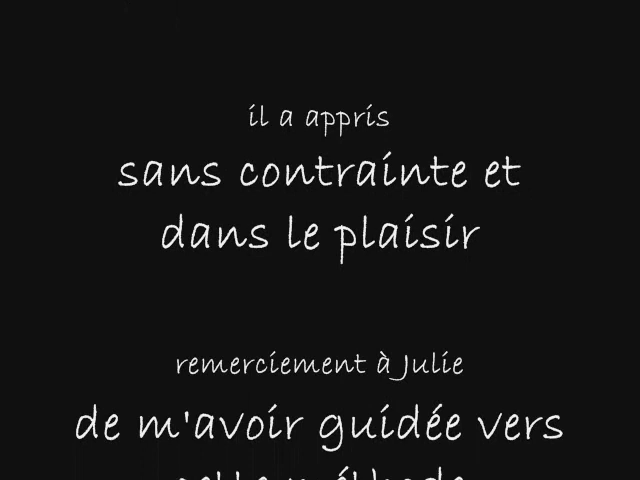 il a appris
sans contrainte et
dans le plaisir
remerciement à Julie
de m'avoir guidée vers